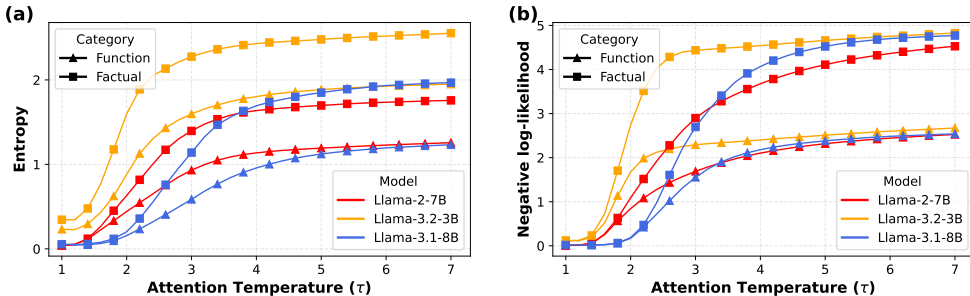 (a)
Entropy
2
1
0
Category
Function
Factual
Model
Llama-2-7B
Llama-3.2-3B
Llama-3.1-8B
1 2 3 4 5 6 7
Attention Temperature (τ)
(b)
Negative log-likelihood
5
4
3
2
1
0
Category
Function
Factual
Model
Llama-2-7B
Llama-3.2-3B
Llama-3.1-8B
1 2 3 4 5 6 7
Attention Temperature (τ)